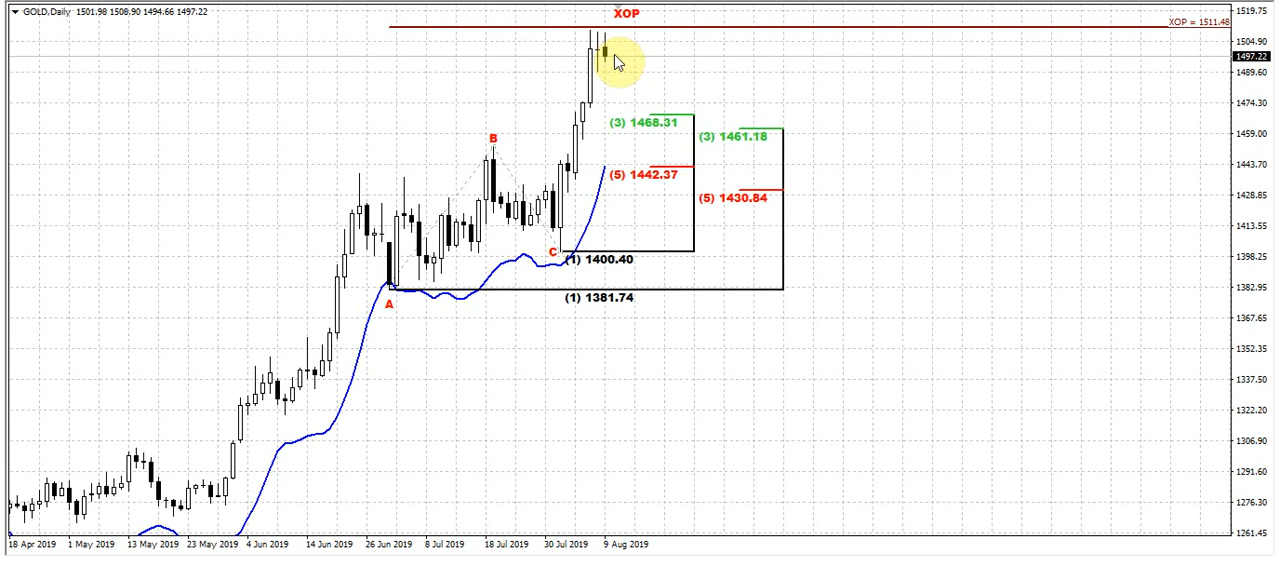 GOLD,Daily 1501.98 1508.90 1494.66 1497.22
XOP
XOP = 1511.48
1519.75
1504.90
1497.22
1489.60
1474.30
1459.00
1443.70
1428.85
1413.55
1398.25
1382.95
1367.65
1352.35
1337.50
1322.20
1306.90
1291.60
1276.30
1261.45
(3) 1468.31
(3) 1461.18
B
(5) 1442.37
(5) 1430.84
C
(1) 1400.40
(1) 1381.74
A
18 Apr 2019
1 May 2019
13 May 2019
23 May 2019
4 Jun 2019
14 Jun 2019
26 Jun 2019
8 Jul 2019
18 Jul 2019
30 Jul 2019
9 Aug 2019